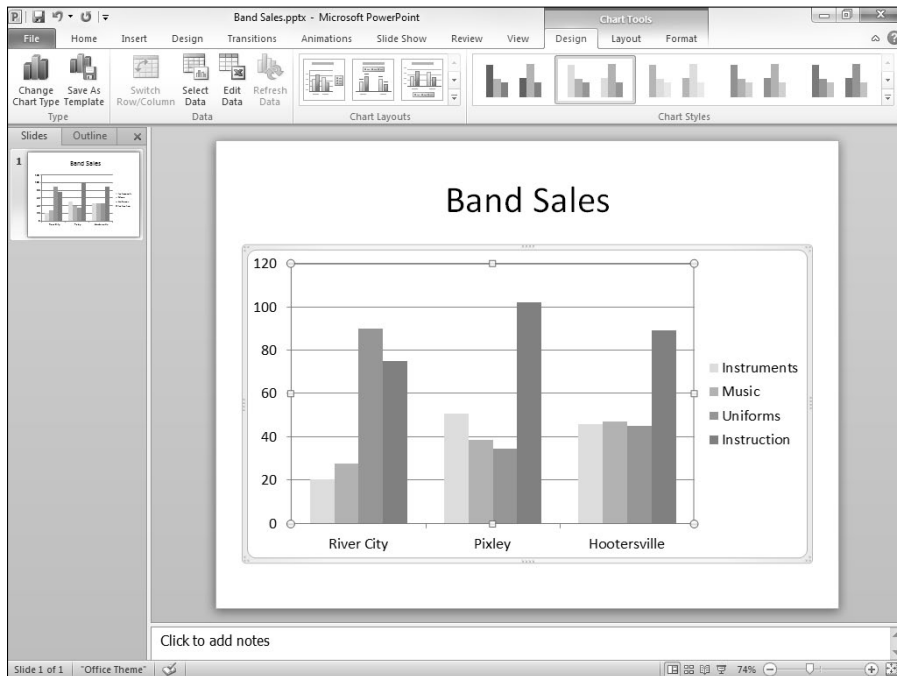 Band Sales.pptx - Microsoft PowerPoint
Chart Tools
File Home Insert Design Transitions Animations Slide Show Review View Design Layout Format
Change Chart Type
Save As Template
Switch Row/Column
Select Data
Edit Data
Refresh Data
Type
Data
Chart Layouts
Chart Styles
Slides Outline
1
Band Sales
Band Sales
120
100
80
60
40
20
0
River City Pixley Hootersville
Instruments
Music
Uniforms
Instruction
Click to add notes
Slide 1 of 1 "Office Theme" 74%